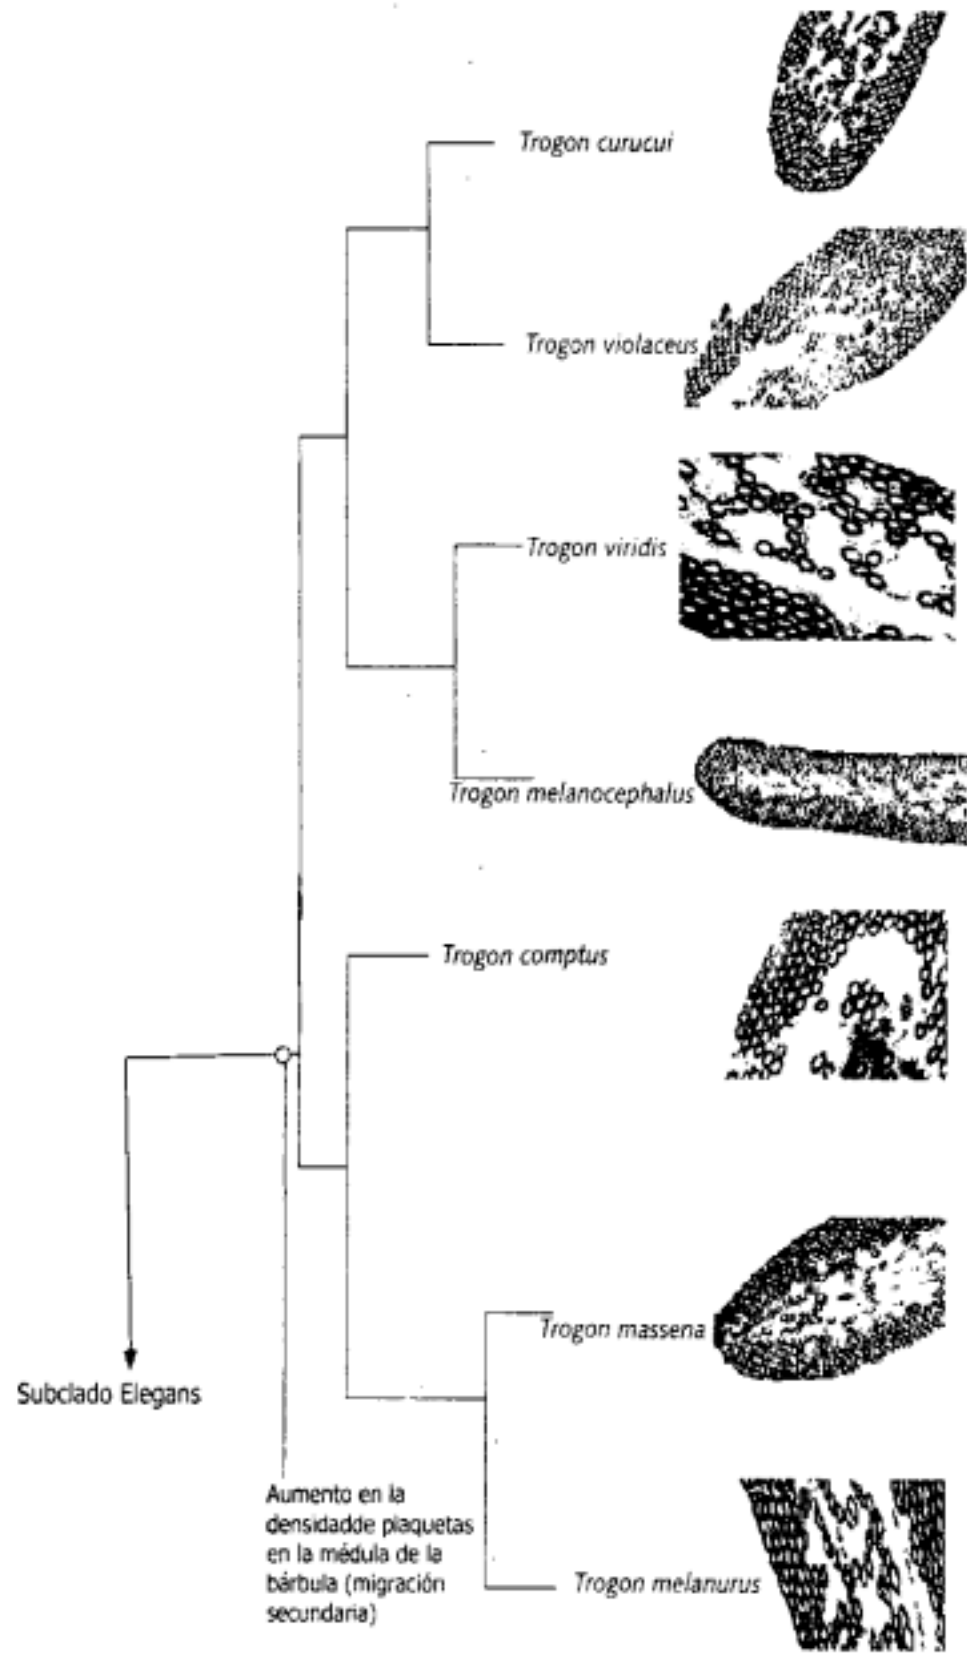 Trogon curucui
Trogon violaceus
Trogon viridis
Trogon melanocephalus
Trogon comptus
Trogon massena
Subclado Elegans
Aumento en la
densidadde plaquetas
en la médula de la
bárbula (migración
secundaria)
Trogon melanurus